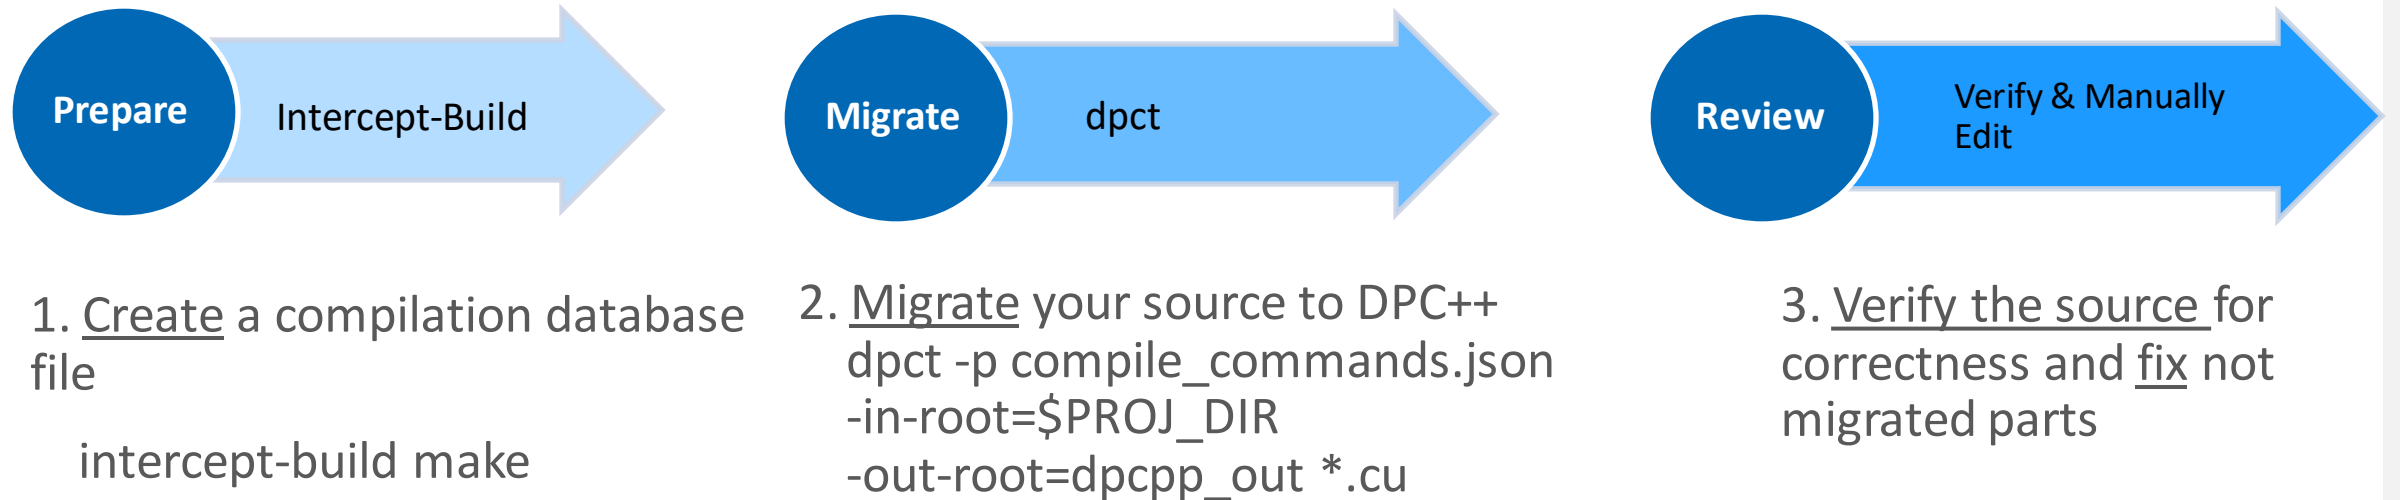 Prepare
Intercept-Build
Migrate
dpct
Review
Verify & Manually
Edit
1. Create a compilation database
file
intercept-build make
2. Migrate your source to DPC++
dpct -p compile_commands.json
-in-root=$PROJ_DIR
-out-root=dpcpp_out *.cu
3. Verify the source for
correctness and fix not
migrated parts